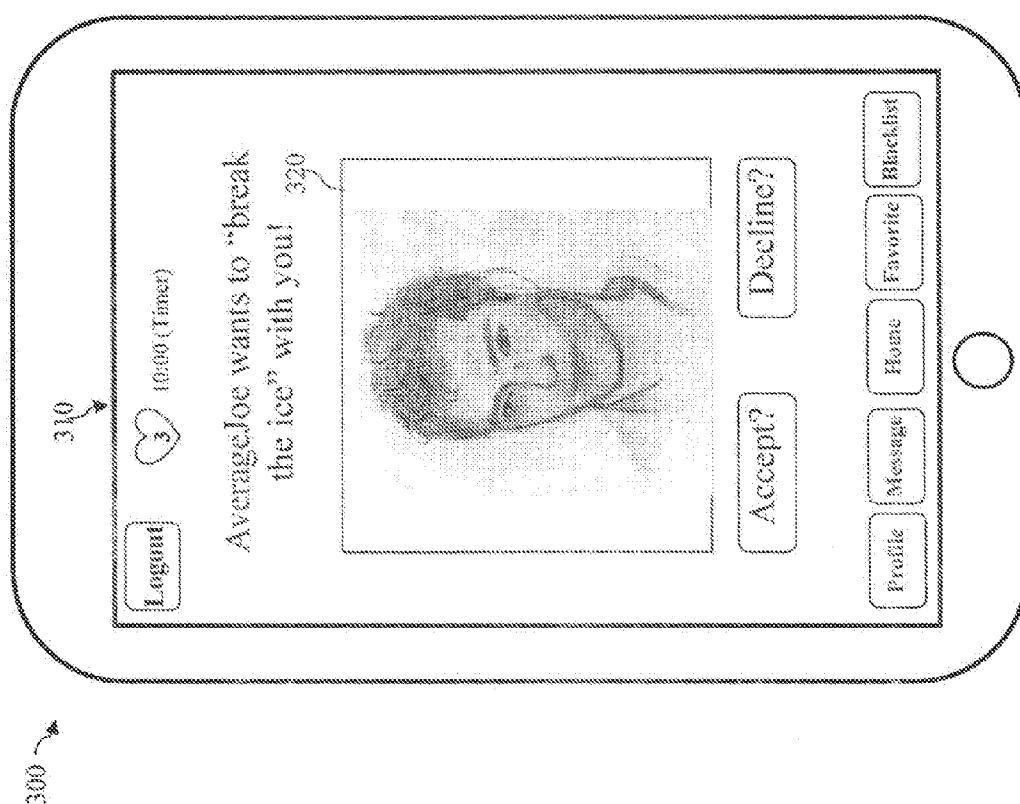 300
310
Logout
3
10:00 (Timer)
AverageJoe wants to “break
the ice” with you!
320
Accept?
Decline?
Profile
Message
Home
Favorite
Blacklist